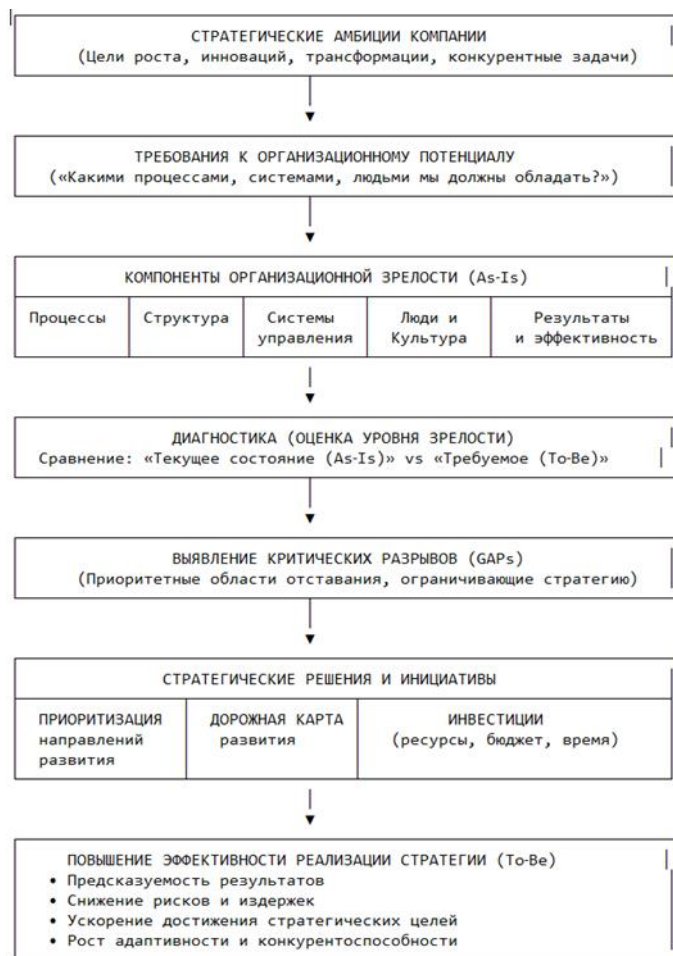 СТРАТЕГИЧЕСКИЕ АМБИЦИИ КОМПАНИИ
(Цели роста, инноваций, трансформации, конкурентные задачи)
ТРЕБОВАНИЯ К ОРГАНИЗАЦИОННОМУ ПОТЕНЦИАЛУ
(«Какими процессами, системами, людьми мы должны обладать?»)
КОМПОНЕНТЫ ОРГАНИЗАЦИОННОЙ ЗРЕЛОСТИ (As-Is)
Процессы
Структура
Системы
управления
Люди и
Культура
Результаты
и эффективность
ДИАГНОСТИКА (ОЦЕНКА УРОВНЯ ЗРЕЛОСТИ)
Сравнение: «Текущее состояние (As-Is)» vs «Требуемое (To-Be)»
ВЫЯВЛЕНИЕ КРИТИЧЕСКИХ РАЗРЫВОВ (GAPs)
(Приоритетные области отставания, ограничивающие стратегию)
СТРАТЕГИЧЕСКИЕ РЕШЕНИЯ И ИНИЦИАТИВЫ
ПРИОРИТИЗАЦИЯ
направлений
развития
ДОРОЖНАЯ КАРТА
развития
ИНВЕСТИЦИИ
(ресурсы, бюджет, время)
ПОВЫШЕНИЕ ЭФФЕКТИВНОСТИ РЕАЛИЗАЦИИ СТРАТЕГИИ (To-Be)
• Предсказуемость результатов
• Снижение рисков и издержек
• Ускорение достижения стратегических целей
• Рост адаптивности и конкурентоспособности